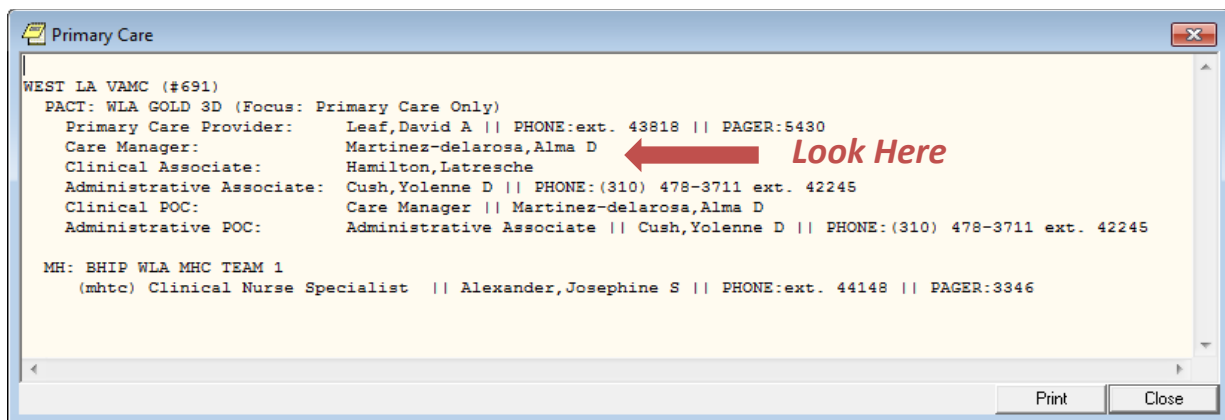 Primary Care
WEST LA VAMC (#691)
PACT: WLA GOLD 3D (Focus: Primary Care Only)
Primary Care Provider: Leaf,David A || PHONE:ext. 43818 || PAGER:5430
Care Manager: Martinez-delarosa,Alma D
Look Here
Clinical Associate: Hamilton,Latresche
Administrative Associate: Cush,Yolenne D || PHONE:(310) 478-3711 ext. 42245
Clinical POC: Care Manager || Martinez-delarosa,Alma D
Administrative POC: Administrative Associate || Cush,Yolenne D || PHONE:(310) 478-3711 ext. 42245
MH: BHIP WLA MHC TEAM 1
(mhtc) Clinical Nurse Specialist || Alexander,Josephine S || PHONE:ext. 44148 || PAGER:3346
Print Close